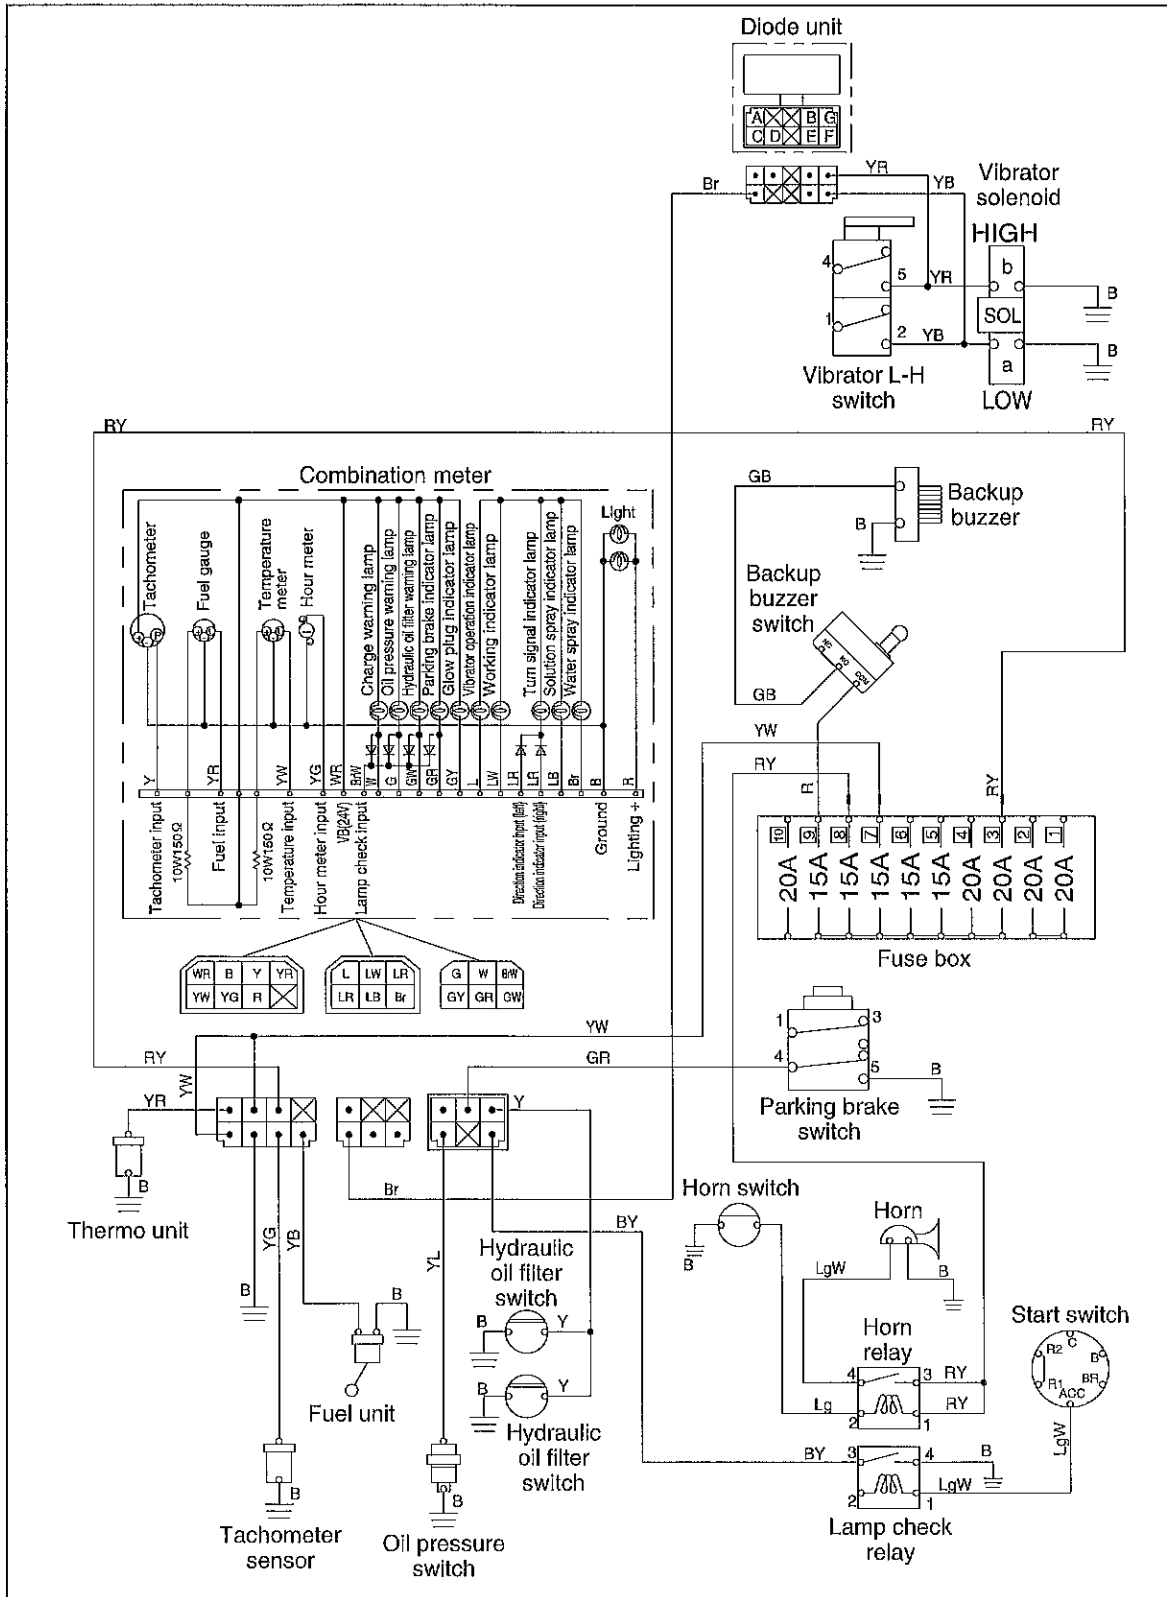 Diode unit
A B G
C D E F
Br
YR
YB
Vibrator
solenoid
HIGH
4
5
YR
b
B
SOL
1
2
YB
a
B
Vibrator L-H
switch
LOW
RY
RY
Combination meter
Tachometer
Fuel gauge
Temperature
meter
Hour meter
Charge warning lamp
Oil pressure warning lamp
Hydraulic oil filter warning lamp
Parking brake indicator lamp
Glow plug indicator lamp
Vibrator operation indicator lamp
Working indicator lamp
Turn signal indicator lamp
Solution spray indicator lamp
Water spray indicator lamp
Light
GB
B
Backup
buzzer
Backup
buzzer
switch
NO
COM
GB
YW
RY
R
RY
Y
YR
YW
YG
WR
BrW
W
G
GW
GR
GY
L
LW
LR
LR
LB
Br
B
R
Tachometer input
10W150Ω
Fuel input
10W150Ω
Temperature input
Hour meter input
VB(24V)
Lamp check input
Direction indicator input (left)
Direction indicator input (right)
Ground
Lighting +
10 9 8 7 6 5 4 3 2 1
20A 15A 15A 15A 15A 15A 20A 20A 20A 20A
Fuse box
WR B Y YR
YW YG R
L LW LR
LR LB Br
G W BrW
GY GR GW
YW
RY
YW
GR
1
3
4
5
B
Parking brake
switch
YR
Y
B
Thermo unit
Br
BY
YG
YB
YL
B
B
Fuel unit
Hydraulic
oil filter
switch
B
Y
B
Y
Hydraulic
oil filter
switch
Horn switch
B
Horn
LgW
B
Horn
relay
4
3
RY
Lg
2
1
RY
Start switch
C
R2
B
R1
BR
ACC
LgW
BY
3
4
B
2
1
LgW
Lamp check
relay
B
Tachometer
sensor
B
Oil pressure
switch